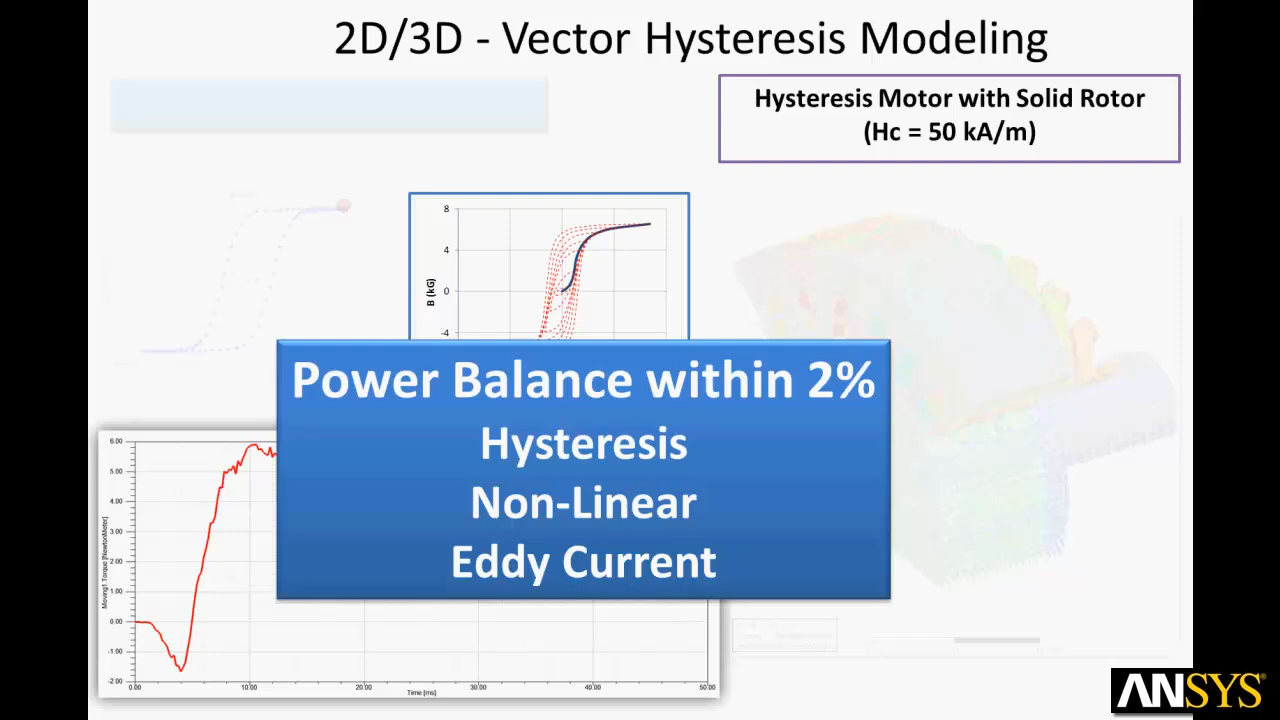 2D/3D - Vector Hysteresis Modeling
Hysteresis Motor with Solid Rotor
(Hc = 50 kA/m)
8
4
0
-4
B (kG)
Power Balance within 2%
Hysteresis
Non-Linear
Eddy Current
6.00
5.00
4.00
3.00
2.00
1.00
0.00
-1.00
-2.00
Moving1.Torque [NewtonMeter]
0.00 10.00 20.00 30.00 40.00 50.00
Time [ms]
ANSYS®